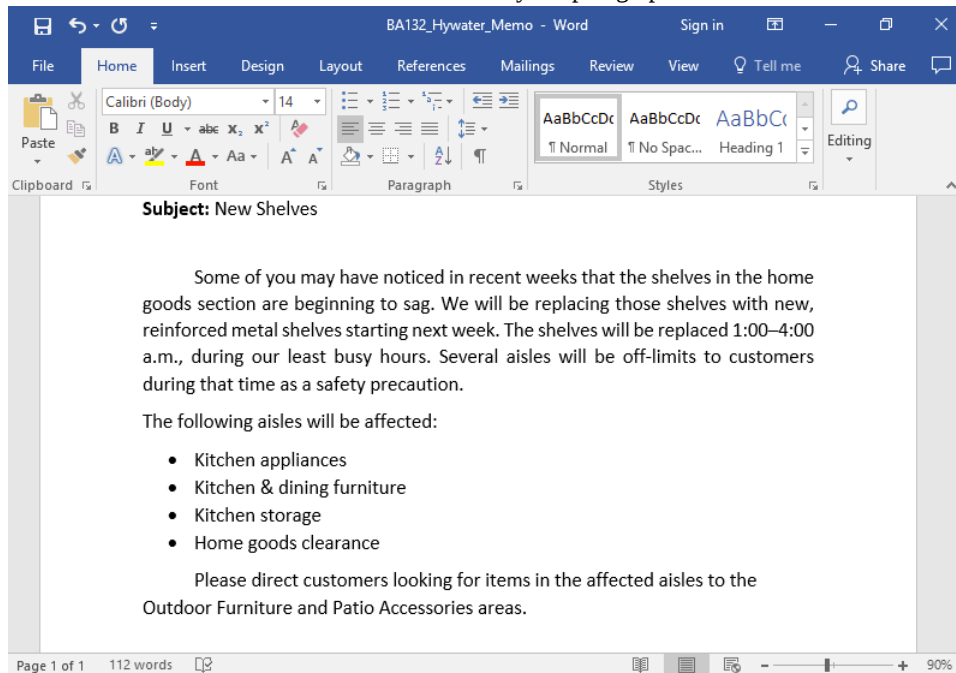 BA132_Hywater_Memo - Word Sign in
File Home Insert Design Layout References Mailings Review View Tell me Share
Calibri (Body) 14
Paste
B I U abc X₂ X² 
A aby A Aa A A
AaBbCcDc AaBbCcDc AaBbC
¶ Normal ¶ No Spac... Heading 1
Editing
Clipboard Font Paragraph Styles
Subject: New Shelves
Some of you may have noticed in recent weeks that the shelves in the home
goods section are beginning to sag. We will be replacing those shelves with new,
reinforced metal shelves starting next week. The shelves will be replaced 1:00–4:00
a.m., during our least busy hours. Several aisles will be off-limits to customers
during that time as a safety precaution.
The following aisles will be affected:
• Kitchen appliances
• Kitchen & dining furniture
• Kitchen storage
• Home goods clearance
Please direct customers looking for items in the affected aisles to the
Outdoor Furniture and Patio Accessories areas.
Page 1 of 1 112 words 90%